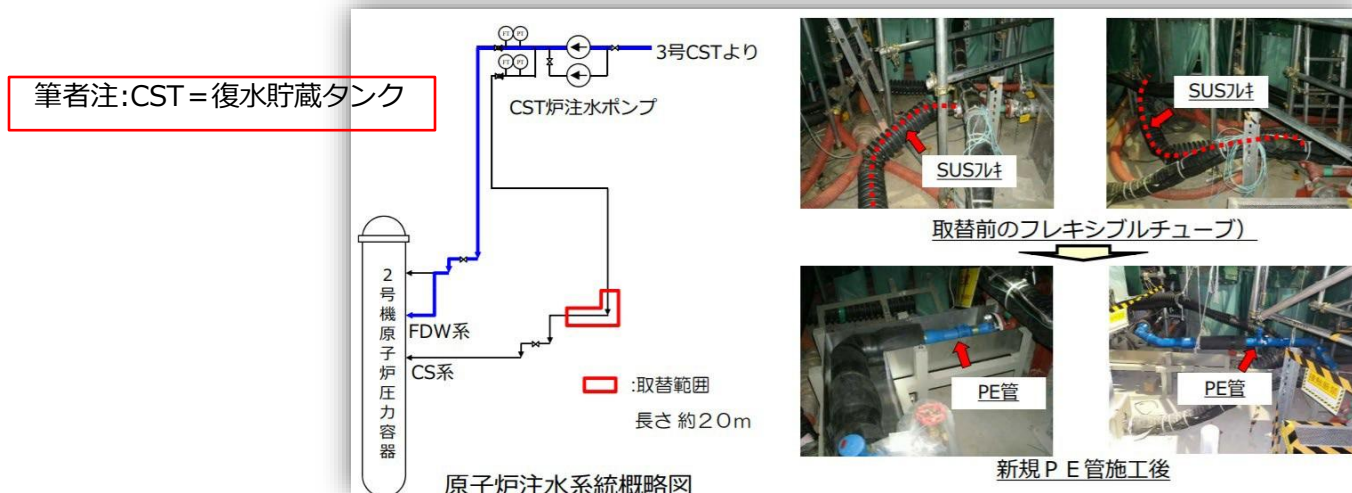 筆者注:CST＝復水貯蔵タンク
FT PT
FT PT
3号CSTより
CST炉注水ポンプ
2号機原子炉圧力容器
FDW系
CS系
:取替範囲
長さ 約２０ｍ
原子炉注水系統概略図
SUSﾌﾚｷ
SUSﾌﾚｷ
取替前のフレキシブルチューブ）
PE管
PE管
新規ＰＥ管施工後